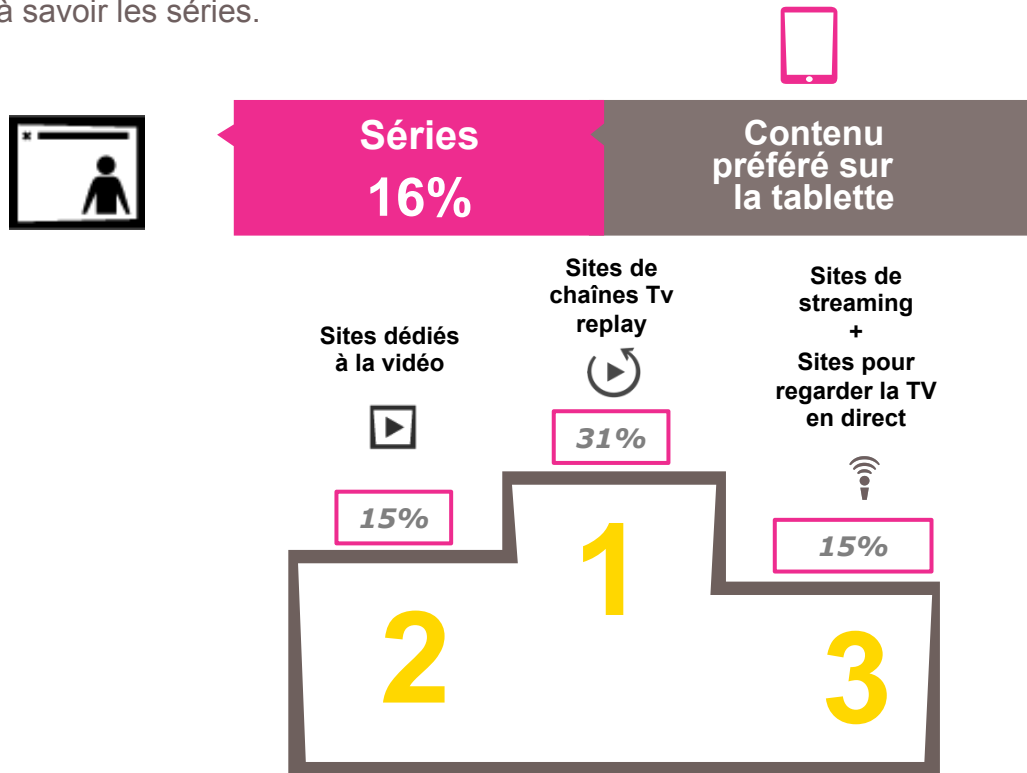 à savoir les séries.
Séries
16%
Contenu
préféré sur
la tablette
Sites dédiés
à la vidéo
15%
2
Sites de
chaînes Tv
replay
31%
1
Sites de
streaming
+
Sites pour
regarder la TV
en direct
15%
3